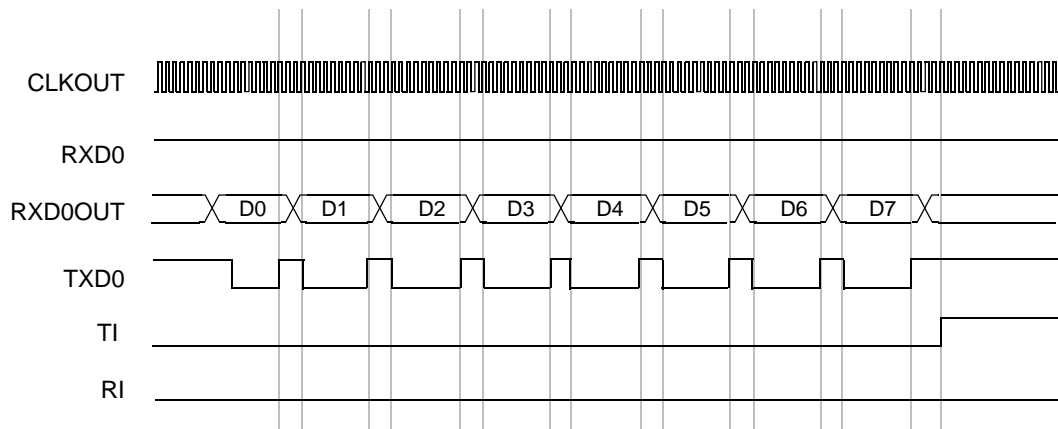 CLKOUT
RXD0
RXD0OUT D0 D1 D2 D3 D4 D5 D6 D7
TXD0
TI
RI